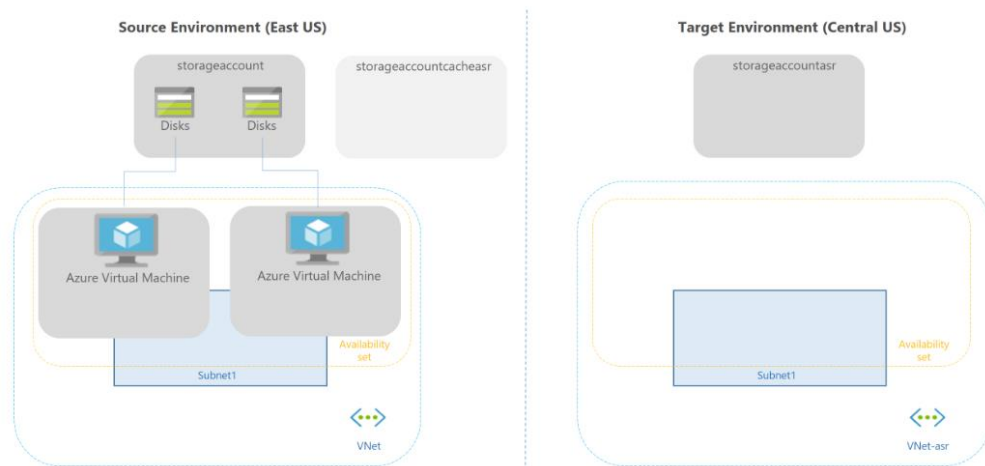 Source Environment (East US)
Target Environment (Central US)
storageaccount
storageaccountcacheasr
storageaccountasr
Disks
Disks
Azure Virtual Machine
Azure Virtual Machine
Availability
set
Availability
set
Subnet1
Subnet1
VNet
VNet-asr